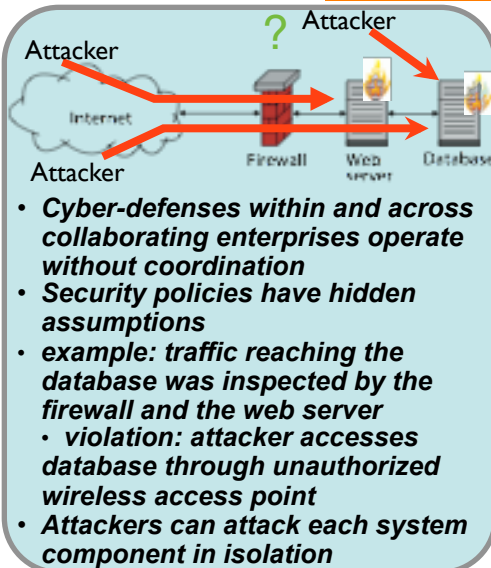 ? Attacker
Attacker
Internet
Attacker
Firewall Web server Database
• Cyber-defenses within and across
collaborating enterprises operate
without coordination
• Security policies have hidden
assumptions
• example: traffic reaching the
database was inspected by the
firewall and the web server
• violation: attacker accesses
database through unauthorized
wireless access point
• Attackers can attack each system
component in isolation